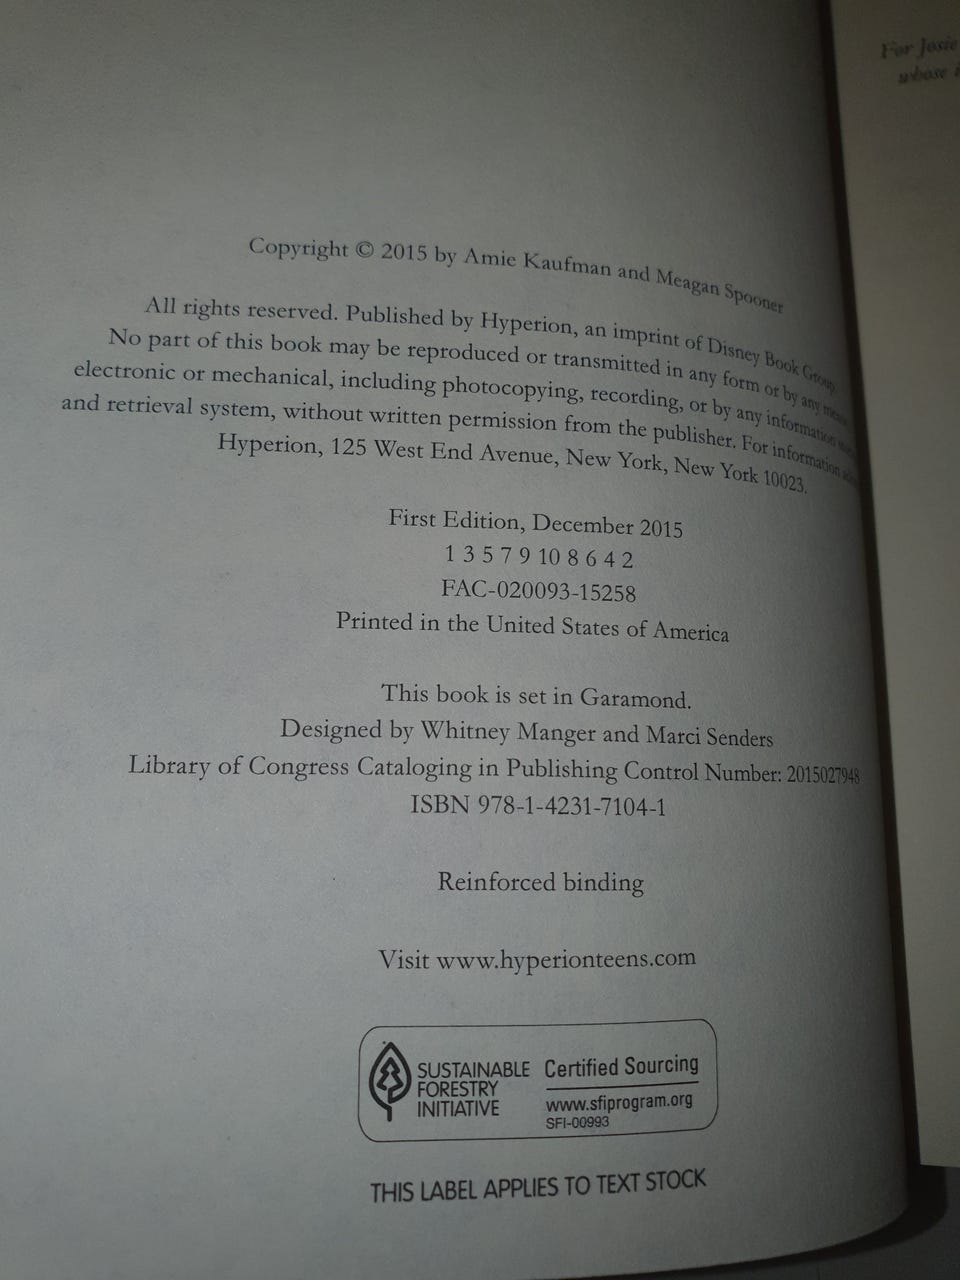 For Josie
whose
Copyright © 2015 by Amie Kaufman and Meagan Spooner
All rights reserved. Published by Hyperion, an imprint of Disney Book Group.
No part of this book may be reproduced or transmitted in any form or by any means,
electronic or mechanical, including photocopying, recording, or by any information
and retrieval system, without written permission from the publisher. For information
Hyperion, 125 West End Avenue, New York, New York 10023.
First Edition, December 2015
1 3 5 7 9 10 8 6 4 2
FAC-020093-15258
Printed in the United States of America
This book is set in Garamond.
Designed by Whitney Manger and Marci Senders
Library of Congress Cataloging in Publishing Control Number: 2015027948
ISBN 978-1-4231-7104-1
Reinforced binding
Visit www.hyperionteens.com
SUSTAINABLE
FORESTRY
INITIATIVE
Certified Sourcing
www.sfiprogram.org
SFI-00993
THIS LABEL APPLIES TO TEXT STOCK